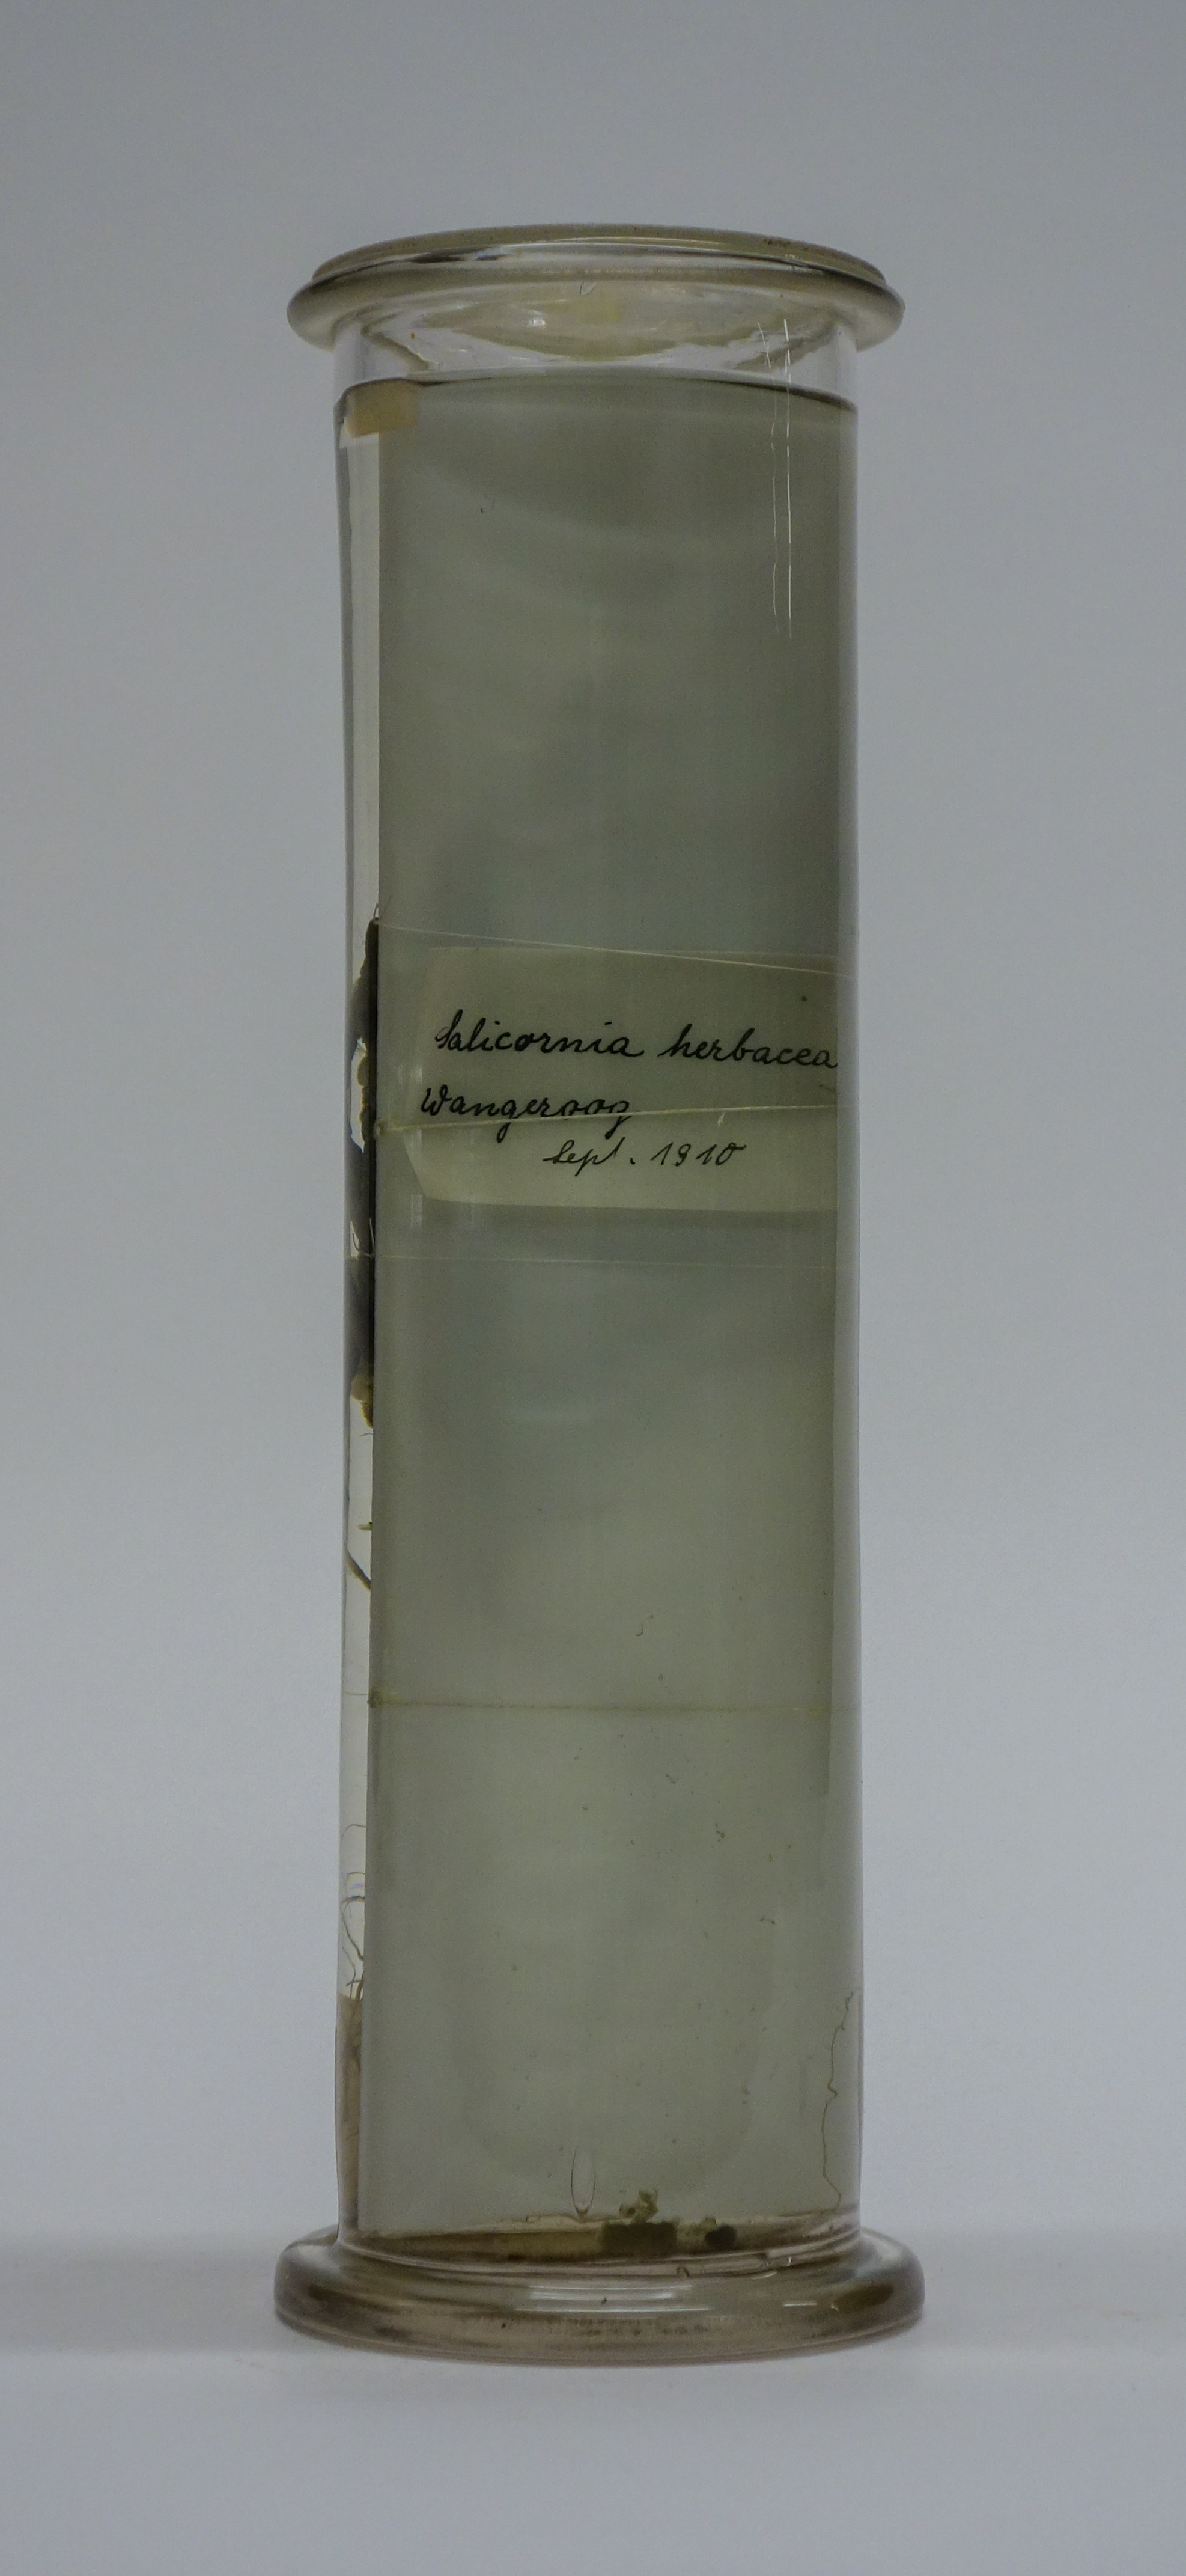 Salicornia herbacea
Wangeroog
Sept. 1910